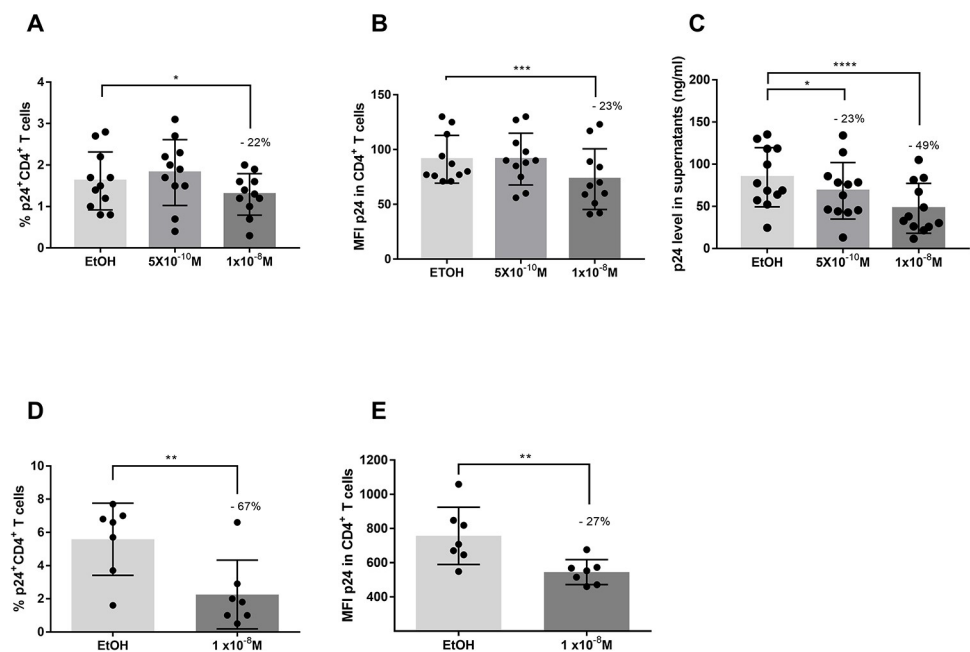 A
B
C
% p24+CD4+ T cells
4
3
2
1
0
*
- 22%
EtOH
5X10-10M
1x10-8M
MFI p24 in CD4+ T cells
150
100
50
0
***
- 23%
ETOH
5X10-10M
1x10-8M
p24 level in supernatants (ng/ml)
200
150
100
50
0
****
*
- 23%
- 49%
EtOH
5X10-10M
1x10-8M
D
E
% p24+CD4+ T cells
10
8
6
4
2
0
**
- 67%
EtOH
1 x10-8M
MFI p24 in CD4+ T cells
1200
1000
800
600
400
**
- 27%
EtOH
1 x10-8M